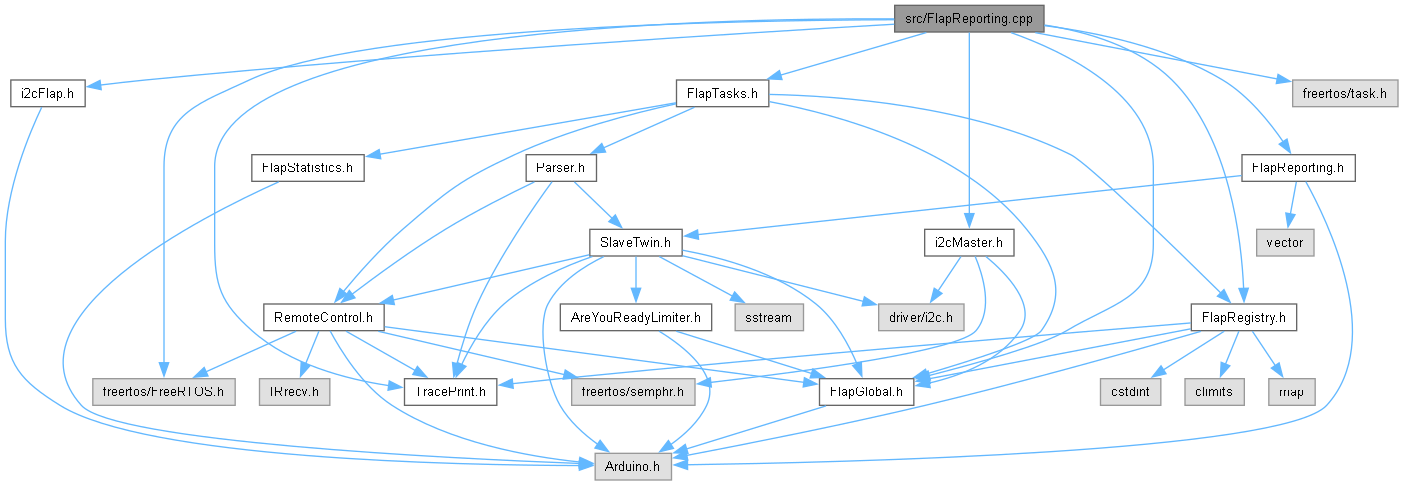 src/FlapReporting.cpp
i2cFlap.h
FlapTasks.h
freertos/task.h
FlapStatistics.h
Parser.h
FlapReporting.h
SlaveTwin.h
i2cMaster.h
vector
RemoteControl.h
AreYouReadyLimiter.h
sstream
driver/i2c.h
FlapRegistry.h
freertos/FreeRTOS.h
IRrecv.h
TracePrint.h
freertos/semphr.h
FlapGlobal.h
cstdint
climits
map
Arduino.h